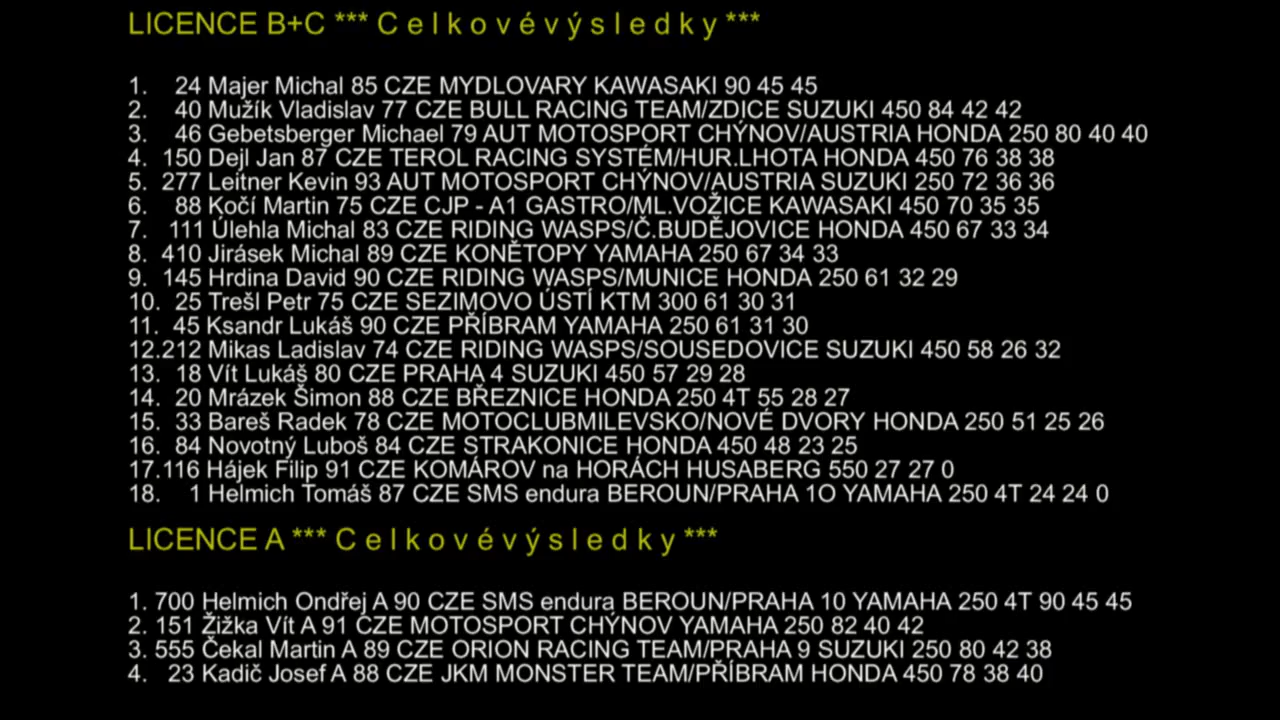 LICENCE B+C *** C e l k o v é v ý s l e d k y ***
1. 24 Majer Michal 85 CZE MYDLOVARY KAWASAKI 90 45 45
2. 40 Mužík Vladislav 77 CZE BULL RACING TEAM/ZDICE SUZUKI 450 84 42 42
3. 46 Gebetsberger Michael 79 AUT MOTOSPORT CHÝNOV/AUSTRIA HONDA 250 80 40 40
4. 150 Dejl Jan 87 CZE TEROL RACING SYSTÉM/HUR.LHOTA HONDA 450 76 38 38
5. 277 Leitner Kevin 93 AUT MOTOSPORT CHÝNOV/AUSTRIA SUZUKI 250 72 36 36
6. 88 Kočí Martin 75 CZE CJP - A1 GASTRO/ML.VOŽICE KAWASAKI 450 70 35 35
7. 111 Úlehla Michal 83 CZE RIDING WASPS/Č.BUDĚJOVICE HONDA 450 67 33 34
8. 410 Jirásek Michal 89 CZE KONĚTOPY YAMAHA 250 67 34 33
9. 145 Hrdina David 90 CZE RIDING WASPS/MUNICE HONDA 250 61 32 29
10. 25 Trešl Petr 75 CZE SEZIMOVO ÚSTÍ KTM 300 61 30 31
11. 45 Ksandr Lukáš 90 CZE PŘÍBRAM YAMAHA 250 61 31 30
12.212 Mikas Ladislav 74 CZE RIDING WASPS/SOUSEDOVICE SUZUKI 450 58 26 32
13. 18 Vít Lukáš 80 CZE PRAHA 4 SUZUKI 450 57 29 28
14. 20 Mrázek Šimon 88 CZE BŘEZNICE HONDA 250 4T 55 28 27
15. 33 Bareš Radek 78 CZE MOTOCLUBMILEVSKO/NOVÉ DVORY HONDA 250 51 25 26
16. 84 Novotný Luboš 84 CZE STRAKONICE HONDA 450 48 23 25
17.116 Hájek Filip 91 CZE KOMÁROV na HORÁCH HUSABERG 550 27 27 0
18. 1 Helmich Tomáš 87 CZE SMS endura BEROUN/PRAHA 1O YAMAHA 250 4T 24 24 0
LICENCE A *** C e l k o v é v ý s l e d k y ***
1. 700 Helmich Ondřej A 90 CZE SMS endura BEROUN/PRAHA 10 YAMAHA 250 4T 90 45 45
2. 151 Žižka Vít A 91 CZE MOTOSPORT CHÝNOV YAMAHA 250 82 40 42
3. 555 Čekal Martin A 89 CZE ORION RACING TEAM/PRAHA 9 SUZUKI 250 80 42 38
4. 23 Kadič Josef A 88 CZE JKM MONSTER TEAM/PŘÍBRAM HONDA 450 78 38 40